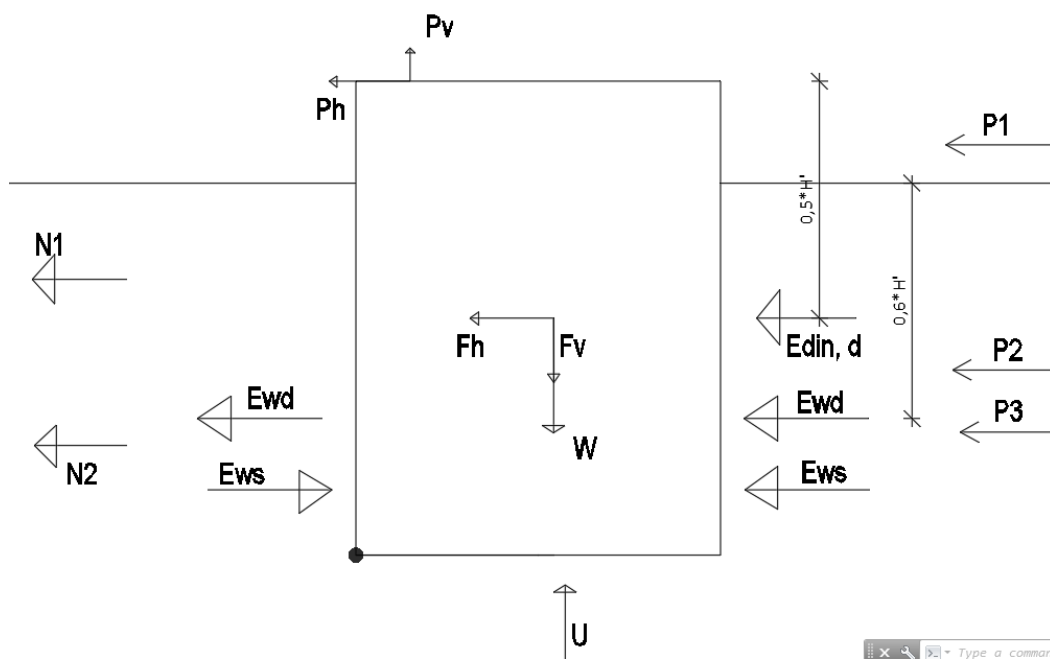 Pv
Ph
P1
0,5*H'
N1
0,6*H'
Fh
Fv
Edin, d
P2
Ewd
Ewd
P3
W
N2
Ews
Ews
U
Type a comman